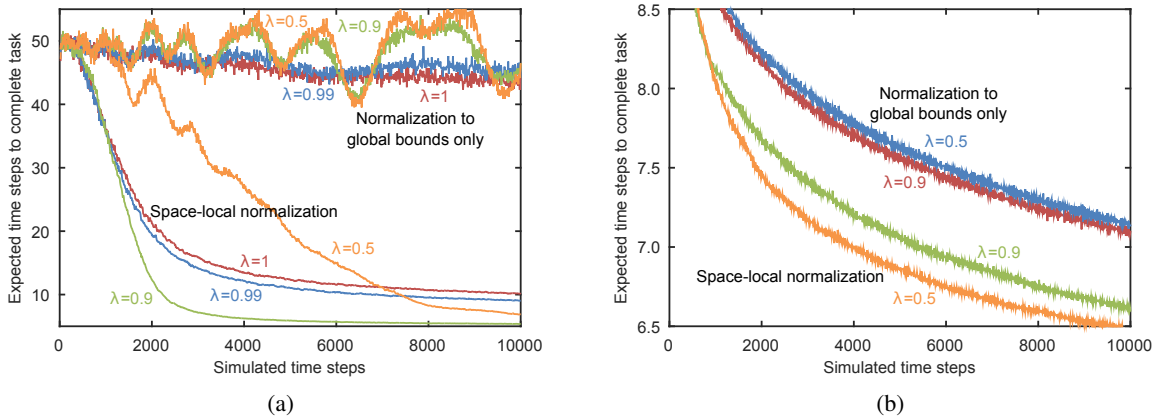 Expected time steps to complete task
50
40
30
20
10
λ=0.5
λ=0.9
λ=0.99
λ=1
Normalization to
global bounds only
Space-local normalization
λ=0.5
λ=1
λ=0.99
λ=0.9
0 2000 4000 6000 8000 10000
Simulated time steps
(a)
Expected time steps to complete task
8.5
8.0
7.5
7.0
6.5
Normalization to
global bounds only
λ=0.5
λ=0.9
λ=0.9
Space-local normalization
λ=0.5
0 2000 4000 6000 8000 10000
Simulated time steps
(b)